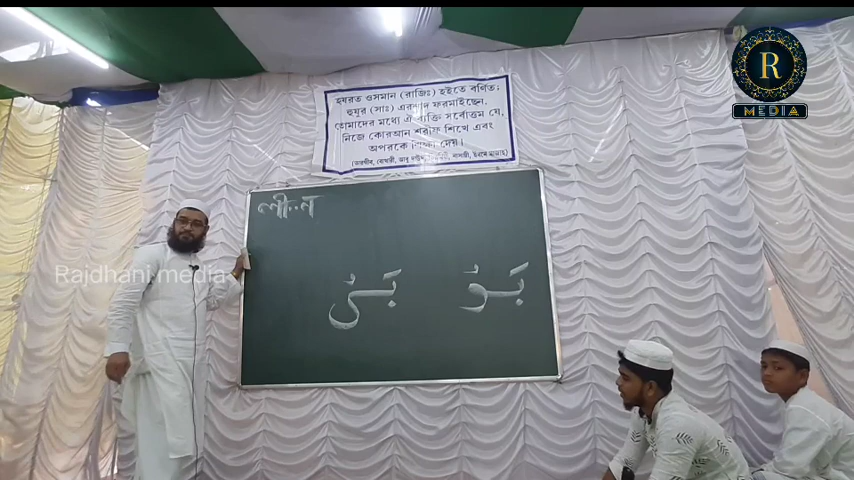 R
MEDIA
হযরত ওসমান (রাজিঃ) হইতে বর্ণিত;
হুযুর (সাঃ) এরশাদ ফরমাইছেন,
তোমাদের মধ্যে ঐ ব্যক্তি সর্বোত্তম যে,
নিজে কোরআন শরীফ শিখে এবং
অপরকে শিক্ষা দেয়।
লীন
بَوْ بَيْ
Rajdhani media